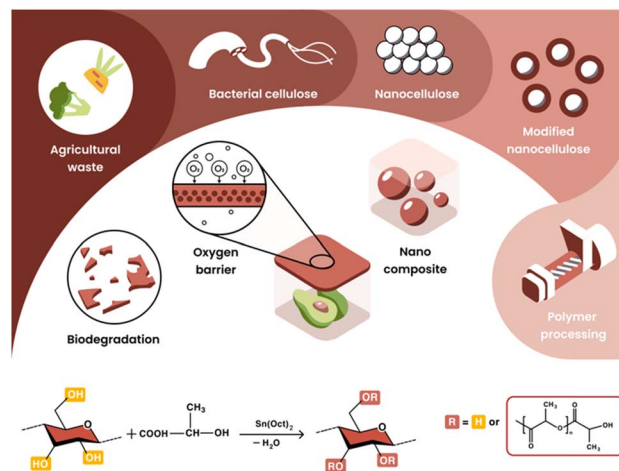 Bacterial cellulose
Nanocellulose
Agricultural
waste
Modified
nanocellulose
O₂ O₂ O₂
Oxygen
barrier
Nano
composite
Biodegradation
Polymer
processing
OH
HO
OH
+
COOH—CH—OH
CH₃
Sn(Oct)₂
– H₂O
OR
RO
OR
R = H or
CH₃
O
O
n
O
CH₃
OH